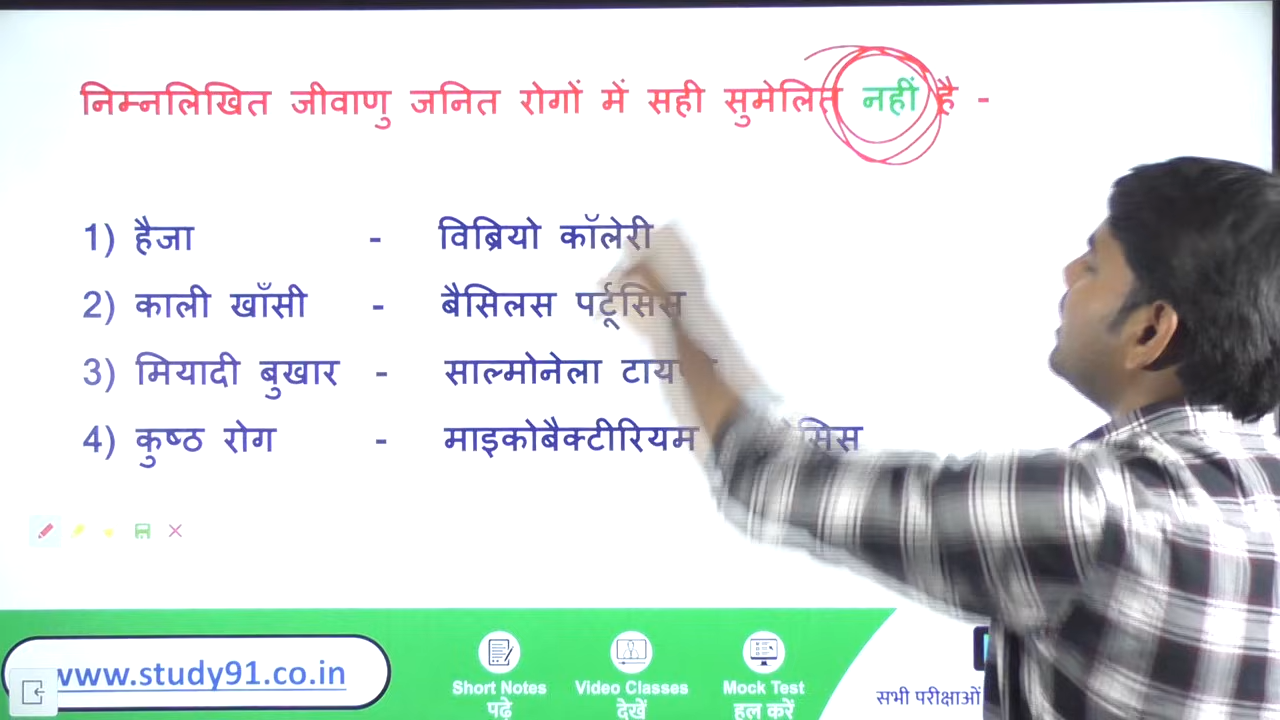 निम्नलिखित जीवाणु जनित रोगों में सही सुमेलित नहीं है -
1) हैजा - विब्रियो कॉलेरी
2) काली खाँसी - बैसिलस पर्टूसिस
3) मियादी बुखार - साल्मोनेला
4) कुष्ठ रोग - माइकोबैक्टीरियम
www.study91.co.in
Short Notes पढ़े
Video Classes देखें
Mock Test हल करें
सभी परीक्षाओं